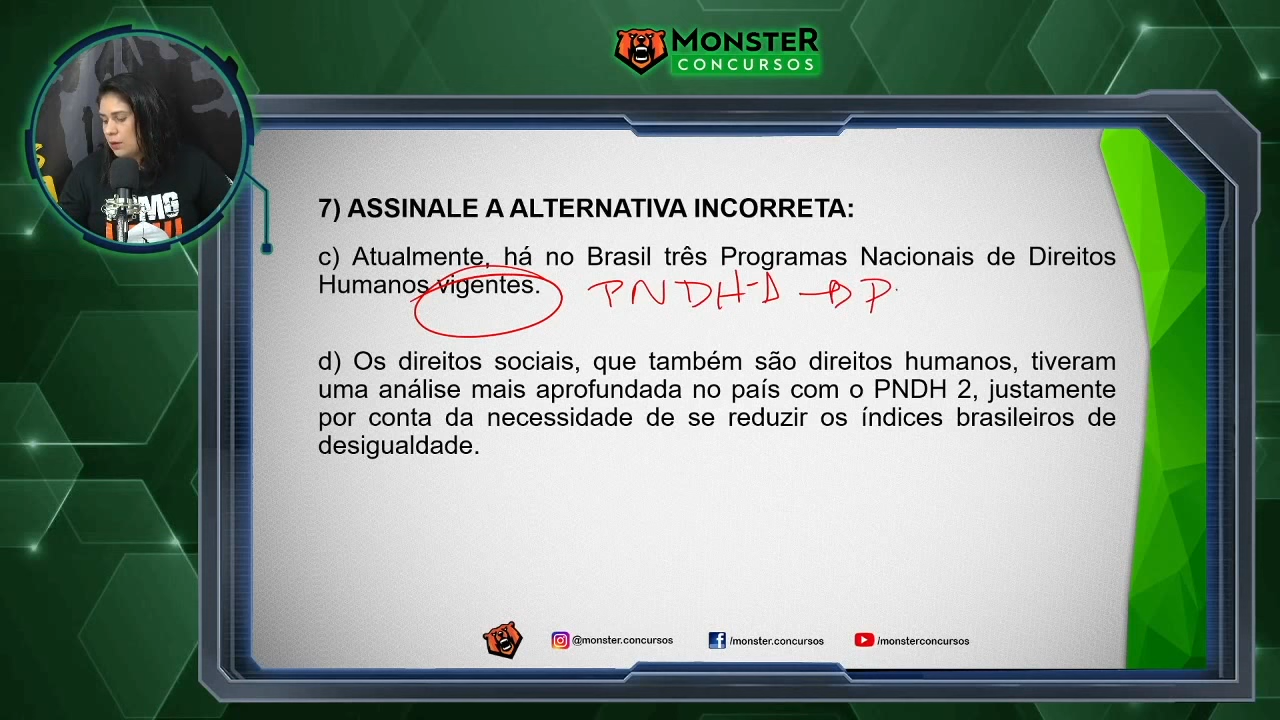 MONSTER
CONCURSOS
7) ASSINALE A ALTERNATIVA INCORRETA:
c) Atualmente, há no Brasil três Programas Nacionais de Direitos
Humanos vigentes.
PNDH-1 → P
d) Os direitos sociais, que também são direitos humanos, tiveram
uma análise mais aprofundada no país com o PNDH 2, justamente
por conta da necessidade de se reduzir os índices brasileiros de
desigualdade.
@monster.concursos
/monster.concursos
/monsterconcursos